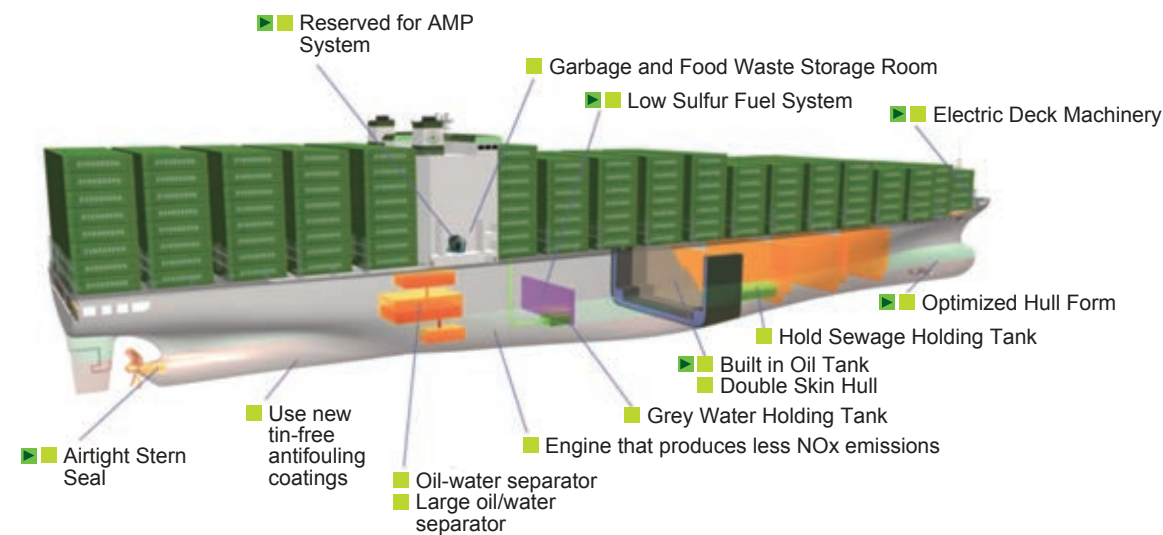 Reserved for AMP
System
Garbage and Food Waste Storage Room
Low Sulfur Fuel System
Electric Deck Machinery
Optimized Hull Form
Hold Sewage Holding Tank
Built in Oil Tank
Double Skin Hull
Grey Water Holding Tank
Engine that produces less NOx emissions
Use new
tin-free
antifouling
coatings
Airtight Stern
Seal
Oil-water separator
Large oil/water
separator